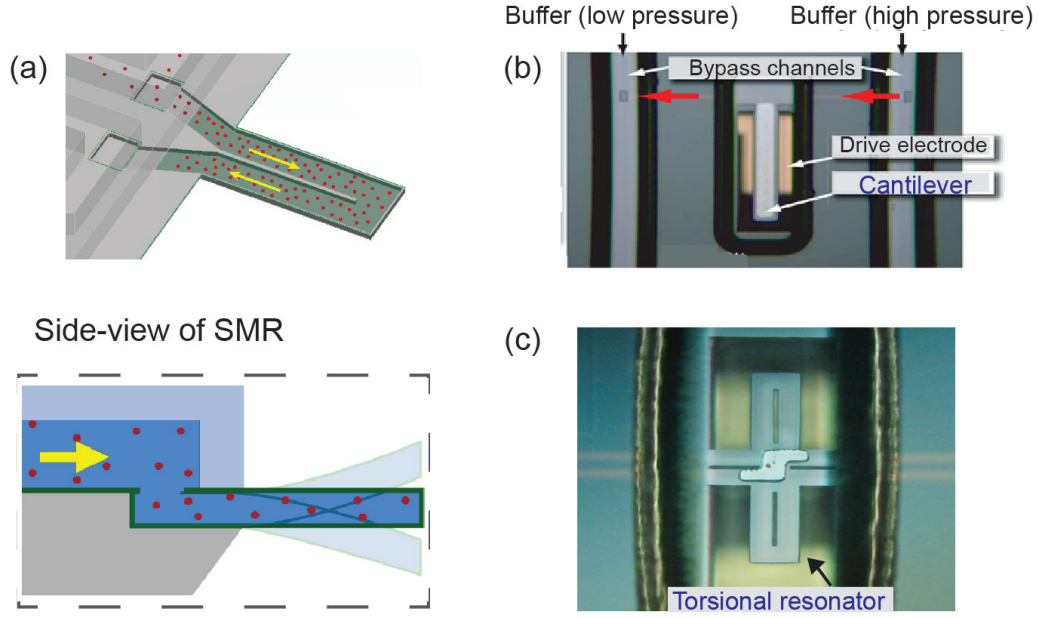 Buffer (low pressure)
Buffer (high pressure)
(a)
(b)
Bypass channels
Drive electrode
Cantilever
Side-view of SMR
(c)
Torsional resonator